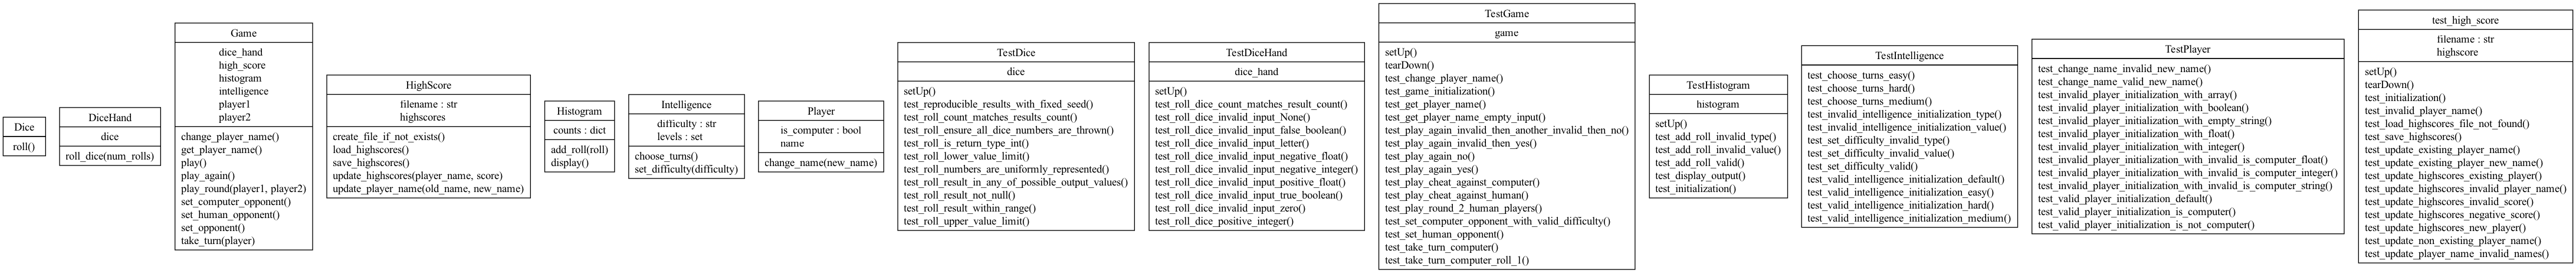 Dice
roll()
DiceHand
dice
roll_dice(num_rolls)
Game
dice_hand
high_score
histogram
intelligence
player1
player2
change_player_name()
get_player_name()
play()
play_again()
play_round(player1, player2)
set_computer_opponent()
set_human_opponent()
set_opponent()
take_turn(player)
HighScore
filename : str
highscores
create_file_if_not_exists()
load_highscores()
save_highscores()
update_highscores(player_name, score)
update_player_name(old_name, new_name)
Histogram
counts : dict
add_roll(roll)
display()
Intelligence
difficulty : str
levels : set
choose_turns()
set_difficulty(difficulty)
Player
is_computer : bool
name
change_name(new_name)
TestDice
dice
setUp()
test_reproducible_results_with_fixed_seed()
test_roll_count_matches_results_count()
test_roll_ensure_all_dice_numbers_are_thrown()
test_roll_is_return_type_int()
test_roll_lower_value_limit()
test_roll_numbers_are_uniformly_represented()
test_roll_result_in_any_of_possible_output_values()
test_roll_result_not_null()
test_roll_result_within_range()
test_roll_upper_value_limit()
TestDiceHand
dice_hand
setUp()
test_roll_dice_count_matches_result_count()
test_roll_dice_invalid_input_None()
test_roll_dice_invalid_input_false_boolean()
test_roll_dice_invalid_input_letter()
test_roll_dice_invalid_input_negative_float()
test_roll_dice_invalid_input_negative_integer()
test_roll_dice_invalid_input_positive_float()
test_roll_dice_invalid_input_true_boolean()
test_roll_dice_invalid_input_zero()
test_roll_dice_positive_integer()
TestGame
game
setUp()
tearDown()
test_change_player_name()
test_game_initialization()
test_get_player_name()
test_get_player_name_empty_input()
test_play_again_invalid_then_another_invalid_then_no()
test_play_again_invalid_then_yes()
test_play_again_no()
test_play_again_yes()
test_play_cheat_against_computer()
test_play_cheat_against_human()
test_play_round_2_human_players()
test_set_computer_opponent_with_valid_difficulty()
test_set_human_opponent()
test_take_turn_computer()
test_take_turn_computer_roll_1()
TestHistogram
histogram
setUp()
test_add_roll_invalid_type()
test_add_roll_invalid_value()
test_add_roll_valid()
test_display_output()
test_initialization()
TestIntelligence
test_choose_turns_easy()
test_choose_turns_hard()
test_choose_turns_medium()
test_invalid_intelligence_initialization_type()
test_invalid_intelligence_initialization_value()
test_set_difficulty_invalid_type()
test_set_difficulty_invalid_value()
test_set_difficulty_valid()
test_valid_intelligence_initialization_default()
test_valid_intelligence_initialization_easy()
test_valid_intelligence_initialization_hard()
test_valid_intelligence_initialization_medium()
TestPlayer
test_change_name_invalid_new_name()
test_change_name_valid_new_name()
test_invalid_player_initialization_with_array()
test_invalid_player_initialization_with_boolean()
test_invalid_player_initialization_with_empty_string()
test_invalid_player_initialization_with_float()
test_invalid_player_initialization_with_integer()
test_invalid_player_initialization_with_invalid_is_computer_float()
test_invalid_player_initialization_with_invalid_is_computer_integer()
test_invalid_player_initialization_with_invalid_is_computer_string()
test_valid_player_initialization_default()
test_valid_player_initialization_is_computer()
test_valid_player_initialization_is_not_computer()
test_high_score
filename : str
highscore
setUp()
tearDown()
test_initialization()
test_invalid_player_name()
test_load_highscores_file_not_found()
test_save_highscores()
test_update_existing_player_name()
test_update_existing_player_new_name()
test_update_highscores_existing_player()
test_update_highscores_invalid_player_name()
test_update_highscores_invalid_score()
test_update_highscores_negative_score()
test_update_highscores_new_player()
test_update_non_existing_player_name()
test_update_player_name_invalid_names()